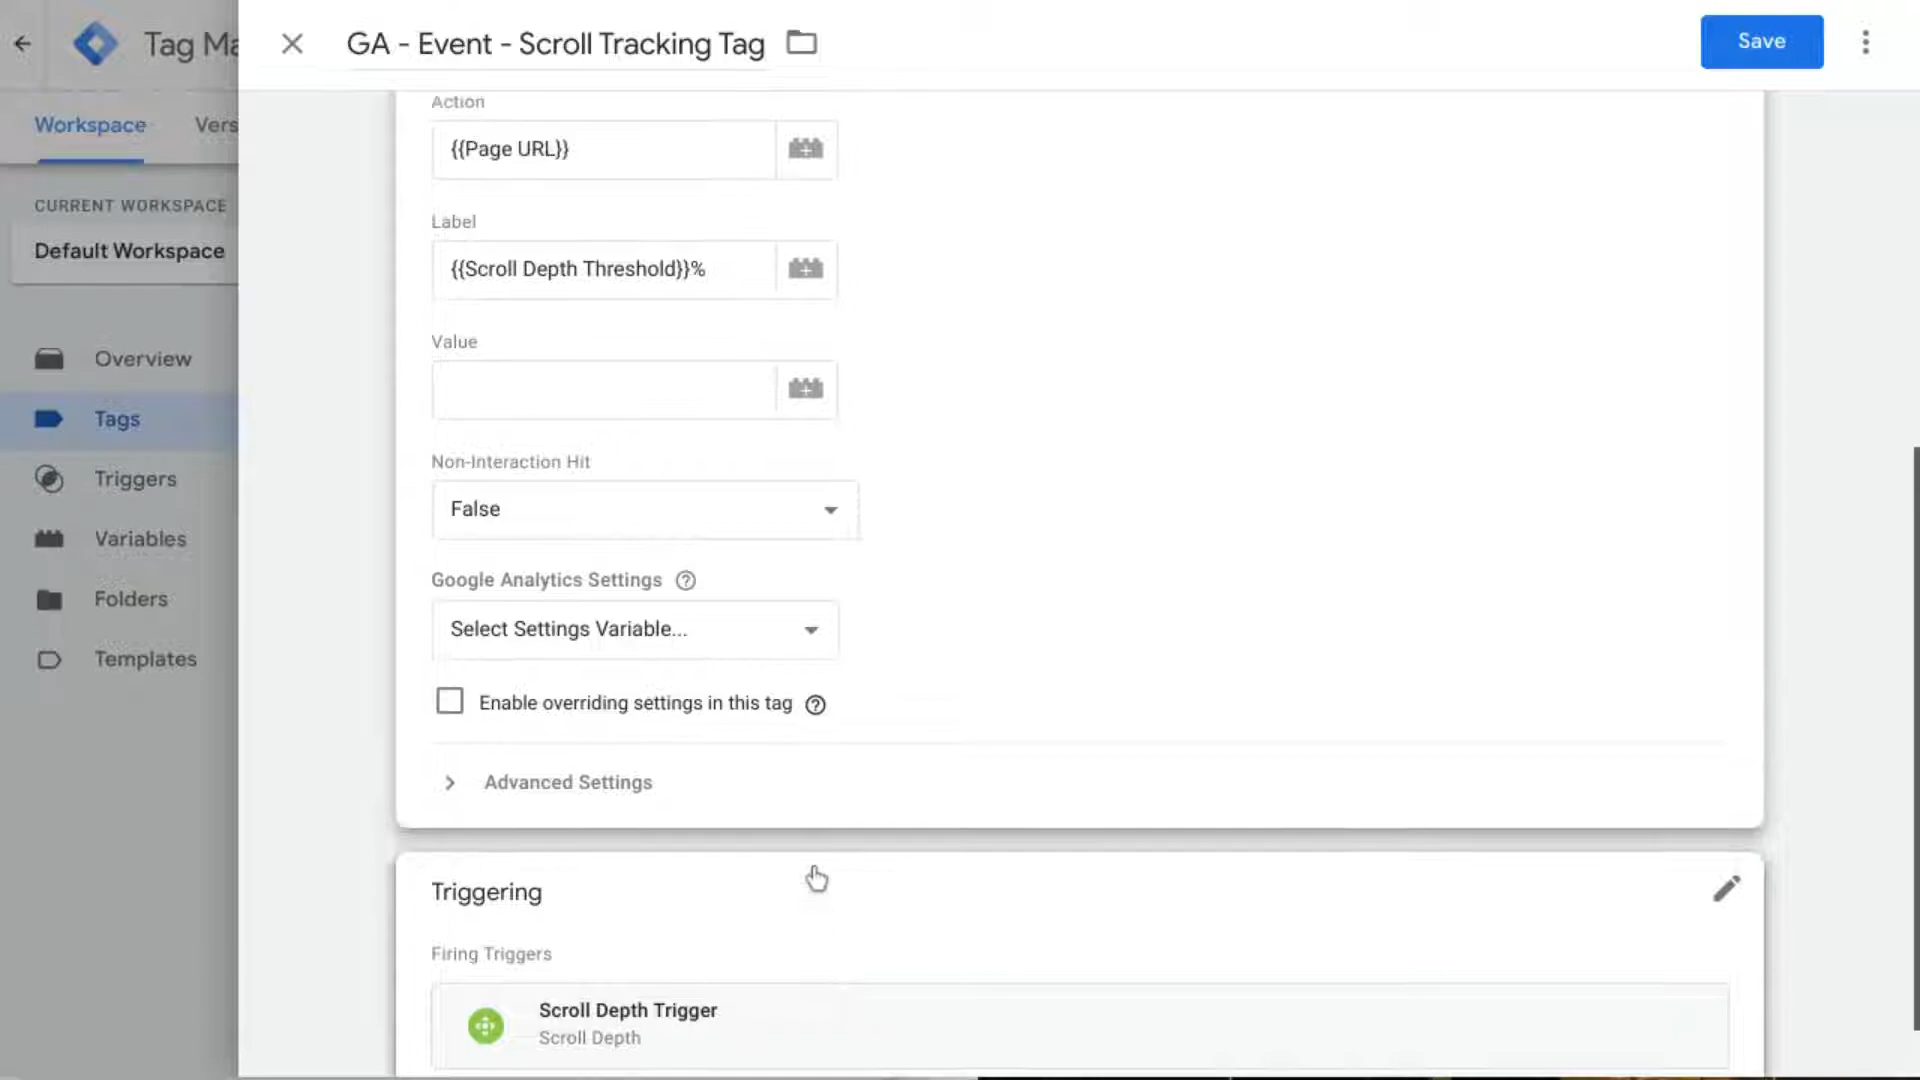 Tag Ma
GA - Event - Scroll Tracking Tag
Save
Workspace
Vers
CURRENT WORKSPACE
Default Workspace
Overview
Tags
Triggers
Variables
Folders
Templates
Action
{{Page URL}}
Label
{{Scroll Depth Threshold}}%
Value
Non-Interaction Hit
False
Google Analytics Settings
Select Settings Variable...
Enable overriding settings in this tag
Advanced Settings
Triggering
Firing Triggers
Scroll Depth Trigger
Scroll Depth